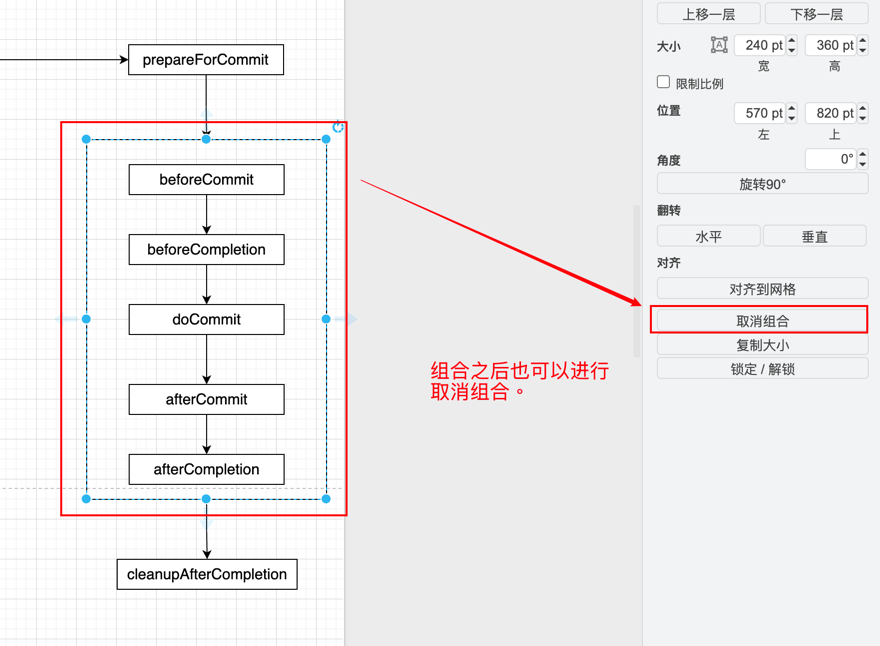 prepareForCommit
beforeCommit
beforeCompletion
doCommit
afterCommit
afterCompletion
cleanupAfterCompletion
组合之后也可以进行
取消组合。
上移一层 下移一层
大小 A 240 pt 360 pt
宽 高
限制比例
位置 570 pt 820 pt
左 上
角度 0°
旋转90°
翻转
水平 垂直
对齐
对齐到网格
取消组合
复制大小
锁定 / 解锁